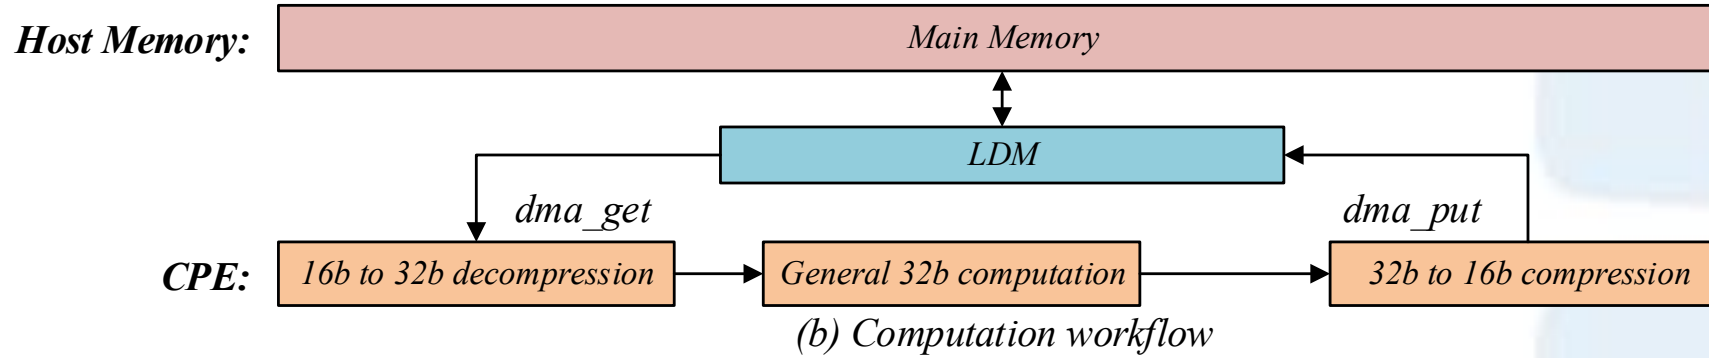 Host Memory:
Main Memory
LDM
dma_get
dma_put
CPE:
16b to 32b decompression
General 32b computation
32b to 16b compression
(b) Computation workflow